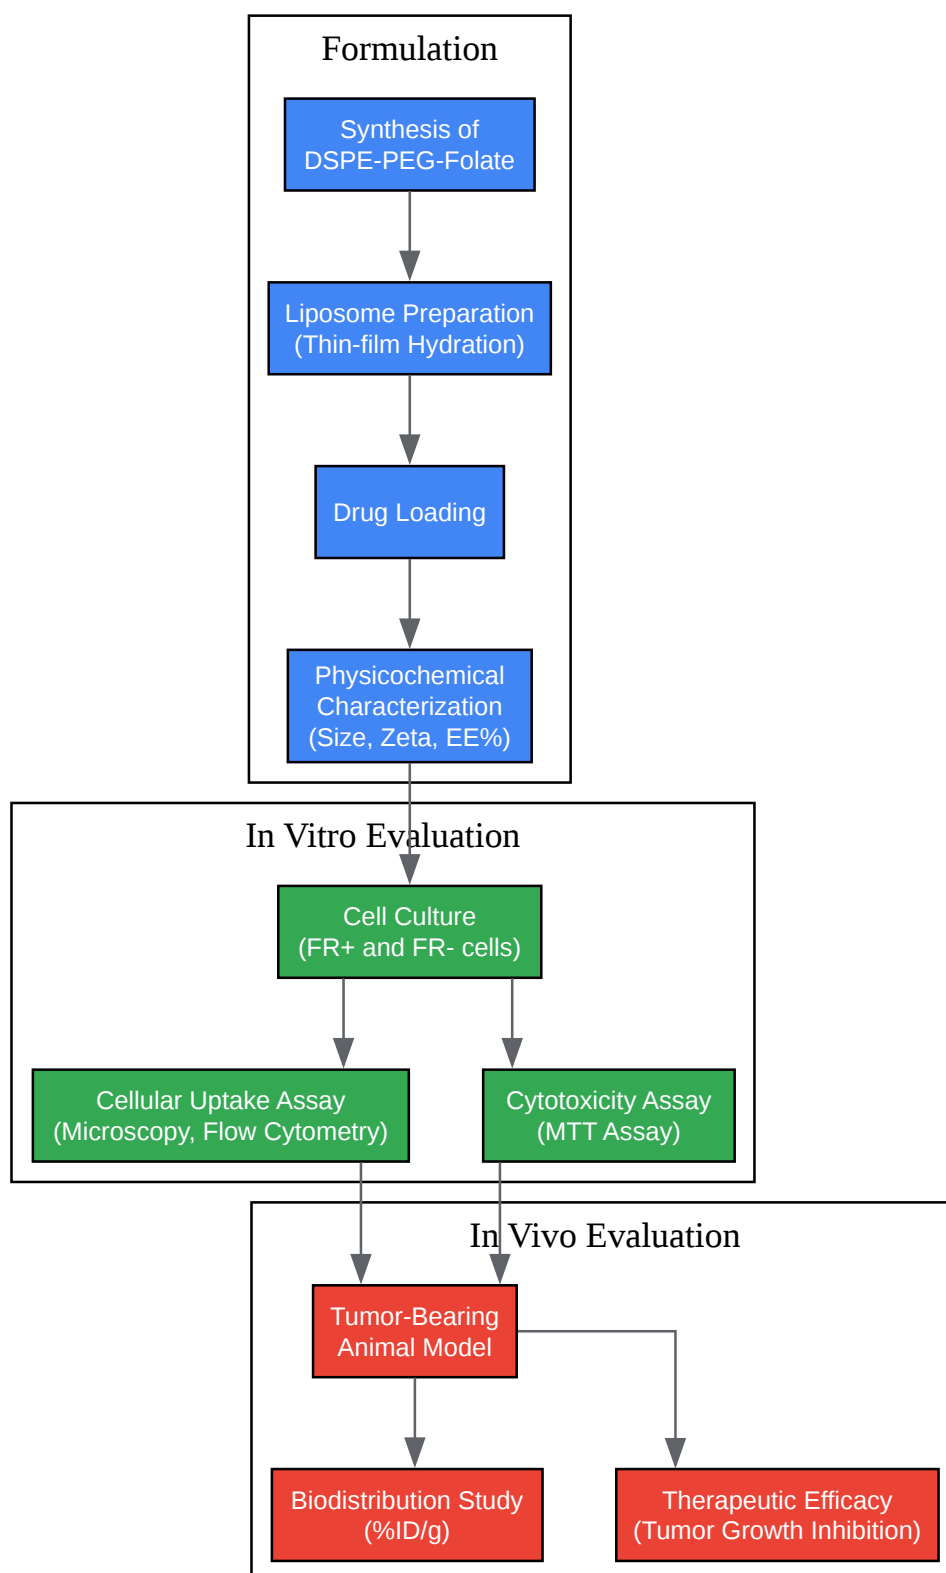 Formulation
Synthesis of
DSPE-PEG-Folate
Liposome Preparation
(Thin-film Hydration)
Drug Loading
Physicochemical
Characterization
(Size, Zeta, EE%)
In Vitro Evaluation
Cell Culture
(FR+ and FR- cells)
Cellular Uptake Assay
(Microscopy, Flow Cytometry)
Cytotoxicity Assay
(MTT Assay)
In Vivo Evaluation
Tumor-Bearing
Animal Model
Biodistribution Study
(%ID/g)
Therapeutic Efficacy
(Tumor Growth Inhibition)